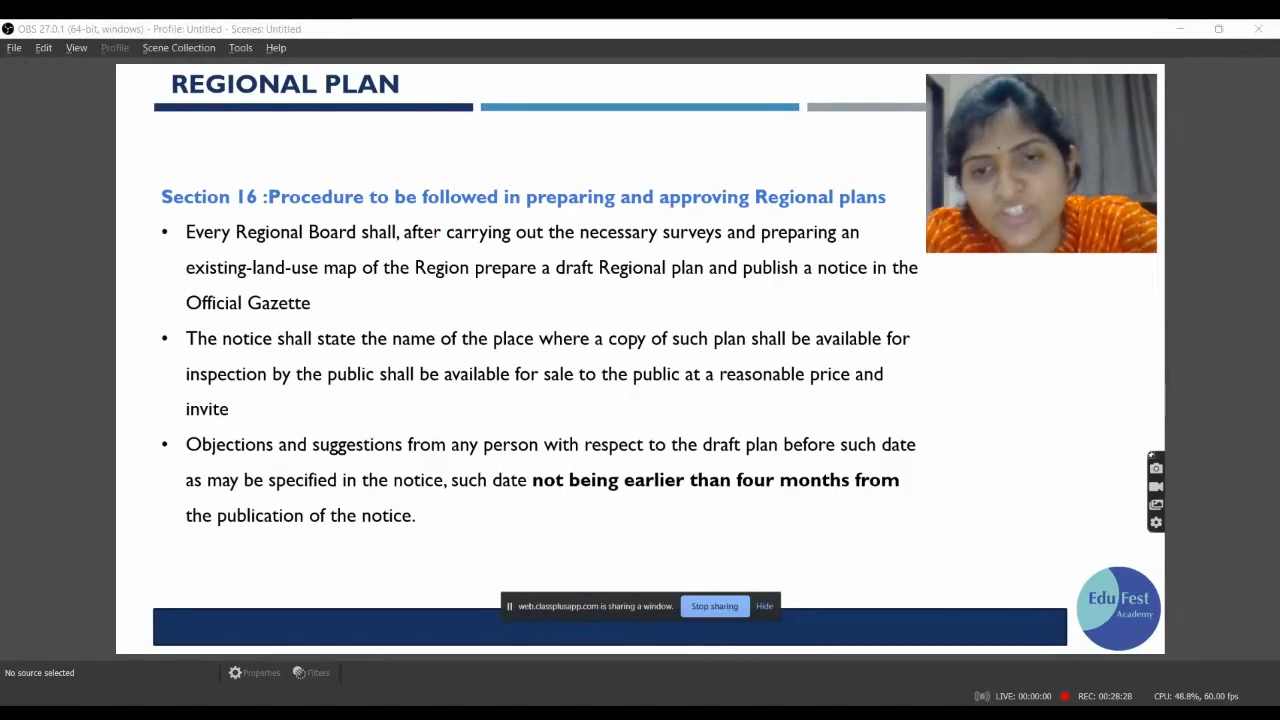 OBS 27.0.1 (64-bit, windows) - Profile: Untitled - Scenes: Untitled
File Edit View Profile Scene Collection Tools Help
REGIONAL PLAN
Section 16 :Procedure to be followed in preparing and approving Regional plans
• Every Regional Board shall, after carrying out the necessary surveys and preparing an
existing-land-use map of the Region prepare a draft Regional plan and publish a notice in the
Official Gazette
• The notice shall state the name of the place where a copy of such plan shall be available for
inspection by the public shall be available for sale to the public at a reasonable price and
invite
• Objections and suggestions from any person with respect to the draft plan before such date
as may be specified in the notice, such date not being earlier than four months from
the publication of the notice.
web.classplusapp.com is sharing a window. Stop sharing Hide
Edu Fest
Academy
No source selected Properties Filters
LIVE: 00:00:00 REC: 00:28:28 CPU: 48.8%, 60.00 fps